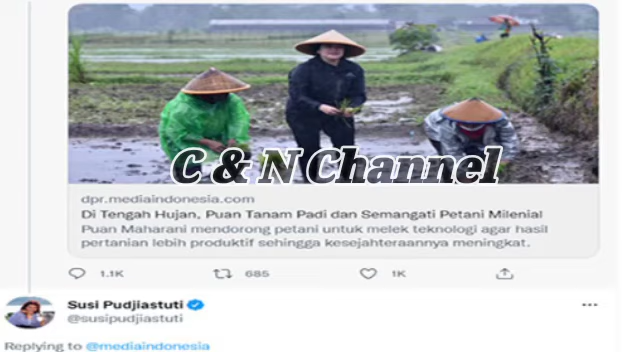 C & N Channel
dpr.mediaindonesia.com
Di Tengah Hujan, Puan Tanam Padi dan Semangati Petani Milenial
Puan Maharani mendorong petani untuk melek teknologi agar hasil
pertanian lebih produktif sehingga kesejahteraannya meningkat.
1.1K 685 1K
Susi Pudjiastuti
@susipudjiastuti
Replying to @mediaindonesia